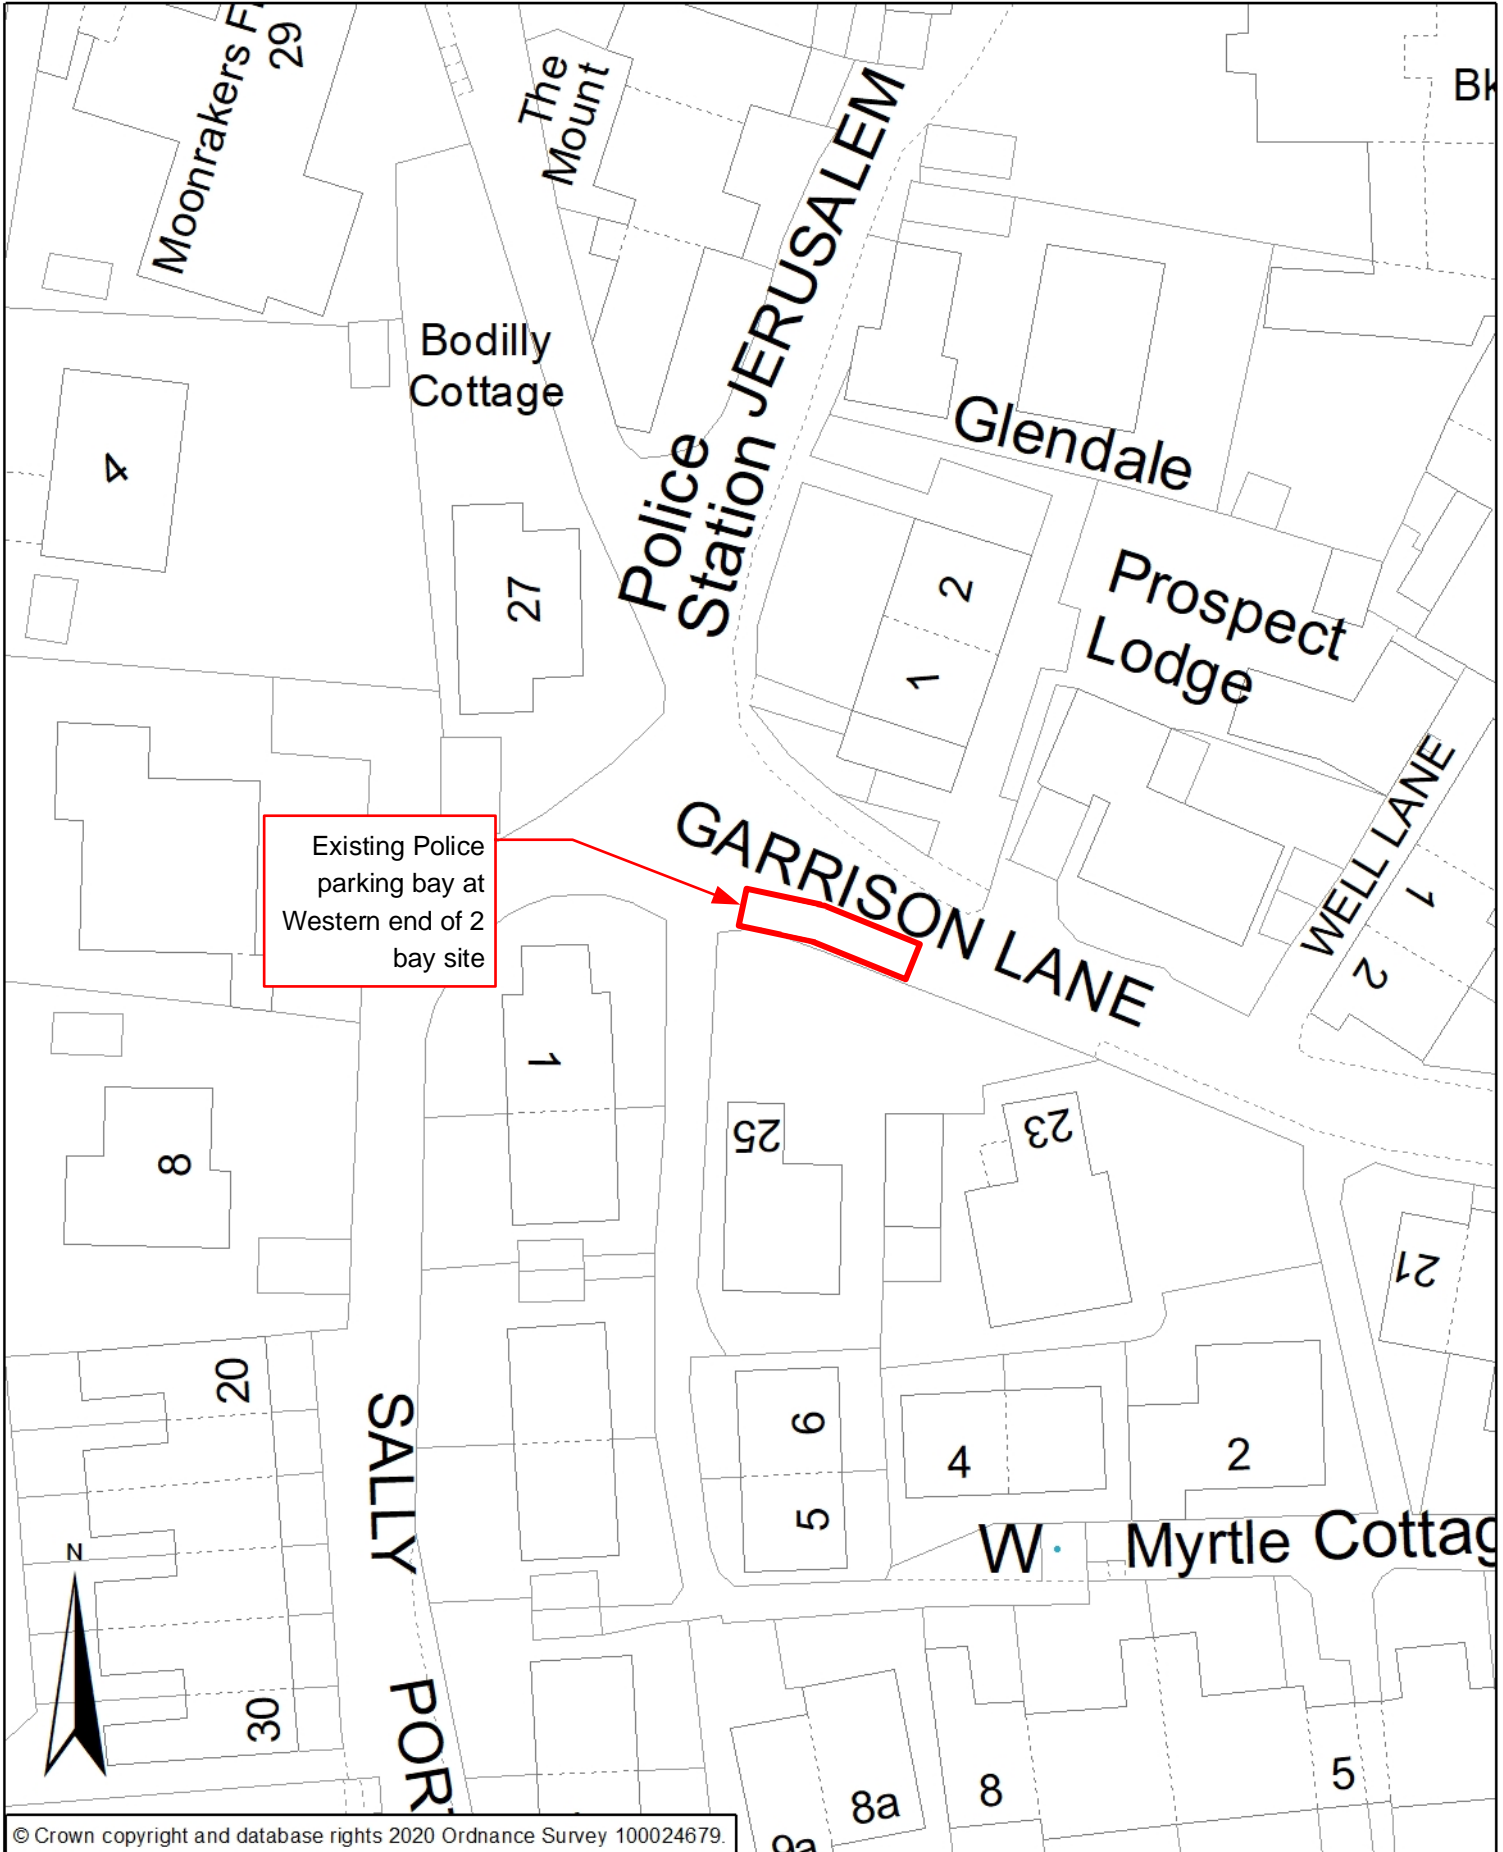 Moonrakers
29
The
Mount
Bk
JERUSALEM
Bodilly
Cottage
Police
Station
Glendale
4
27
2
1
Prospect
Lodge
WELL LANE
1
2
GARRISON LANE
Existing Police
parking bay at
Western end of 2
bay site
1
25
23
8
21
20
SALLY
PORT
6
5
4
2
W
Myrtle Cottag
N
30
8a
8
5
9a
© Crown copyright and database rights 2020 Ordnance Survey 100024679.